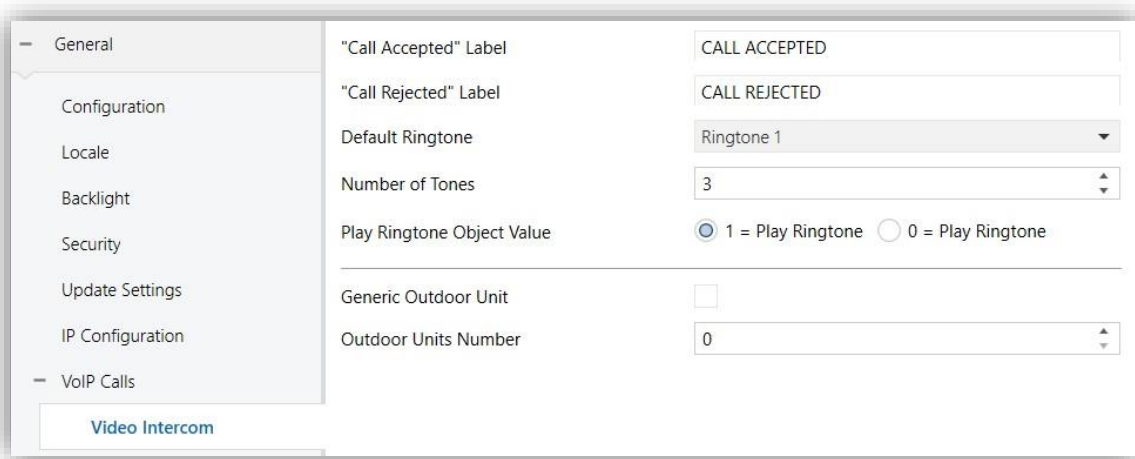 General
Configuration
Locale
Backlight
Security
Update Settings
IP Configuration
VoIP Calls
Video Intercom
"Call Accepted" Label CALL ACCEPTED
"Call Rejected" Label CALL REJECTED
Default Ringtone Ringtone 1
Number of Tones 3
Play Ringtone Object Value 1 = Play Ringtone 0 = Play Ringtone
Generic Outdoor Unit
Outdoor Units Number 0